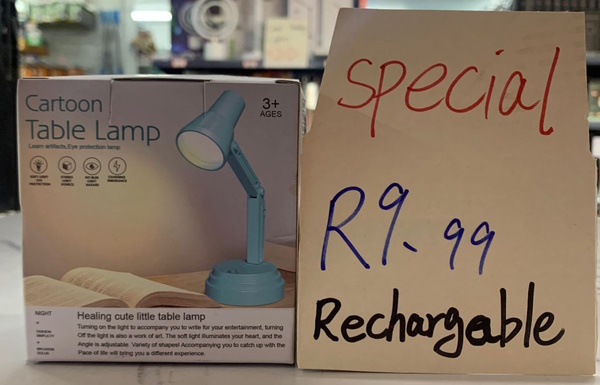 Cartoon
Table Lamp
Learn artifacts,Eye protection lamp
3+
AGES
NIGHT
Healing cute little table lamp
Turning on the light to accompany you to write for your entertainment, turning
Off the light is also a work of art. The soft light illuminates your heart, and the
Angle is adjustable. Variety of shapes! Accompanying you to catch up with the
Pace of life will bring you a different experience.
special
R9.99
Rechargeable